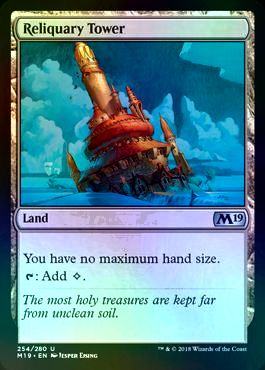 Reliquary Tower
Land
M19
You have no maximum hand size.
: Add .
The most holy treasures are kept far
from unclean soil.
254/280 U
M19 • EN Jesper Ejsing
™ & © 2018 Wizards of the Coast